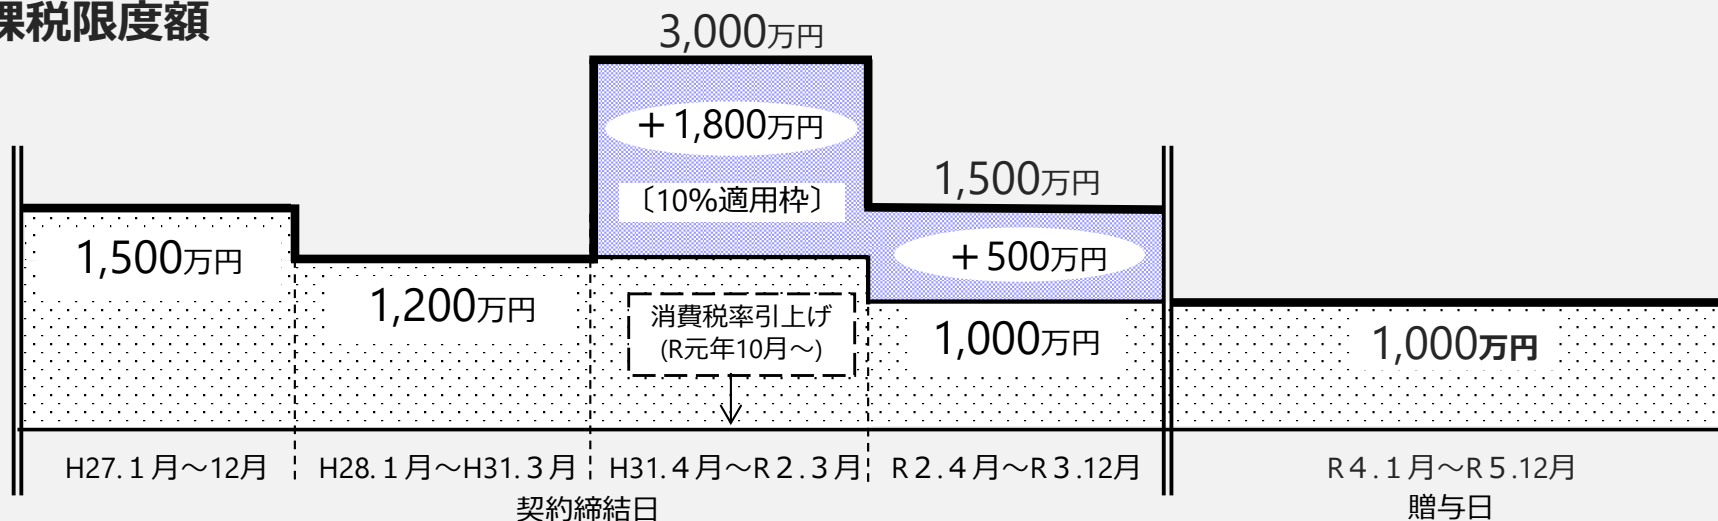 課税限度額
3,000万円
＋1,800万円
〔10％適用枠〕
1,500万円
1,500万円
＋500万円
1,200万円
消費税率引上げ
(R元年10月～)
1,000万円
1,000万円
H27.１月～12月
H28.１月～H31.３月
H31.４月～R２.３月
R２.４月～R３.12月
R４.１月～R５.12月
契約締結日
贈与日